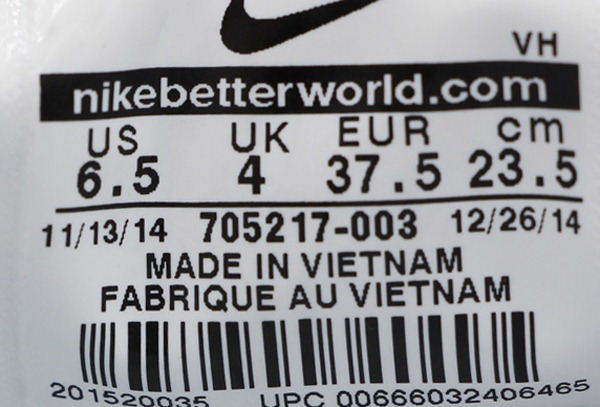 VH
nikebetterworld.com
US UK EUR cm
6.5 4 37.5 23.5
11/13/14 705217-003 12/26/14
MADE IN VIETNAM
FABRIQUE AU VIETNAM
201520035 UPC 00666032406465